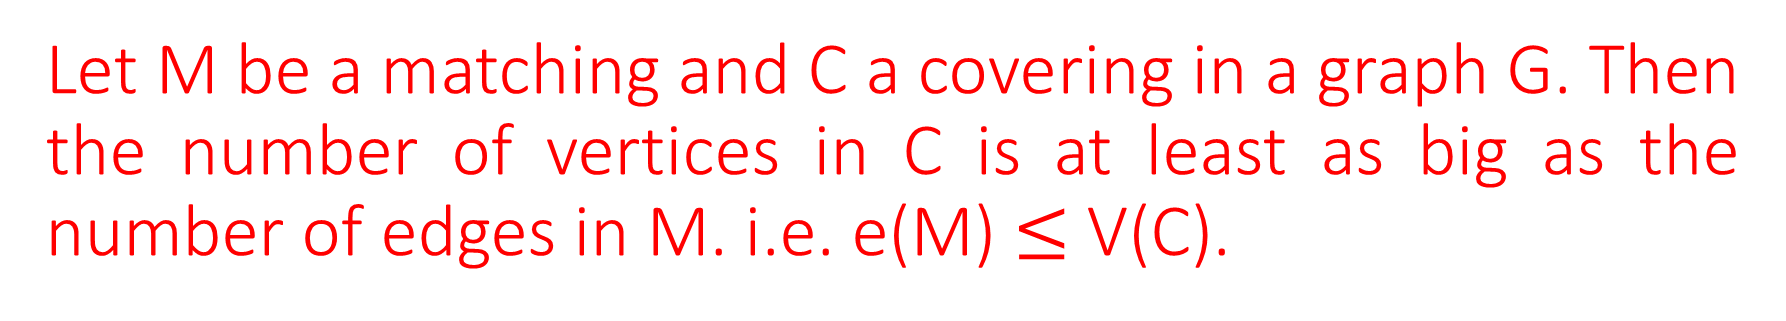 Let M be a matching and C a covering in a graph G. Then
the number of vertices in C is at least as big as the
number of edges in M. i.e. e(M) ≤ V(C).